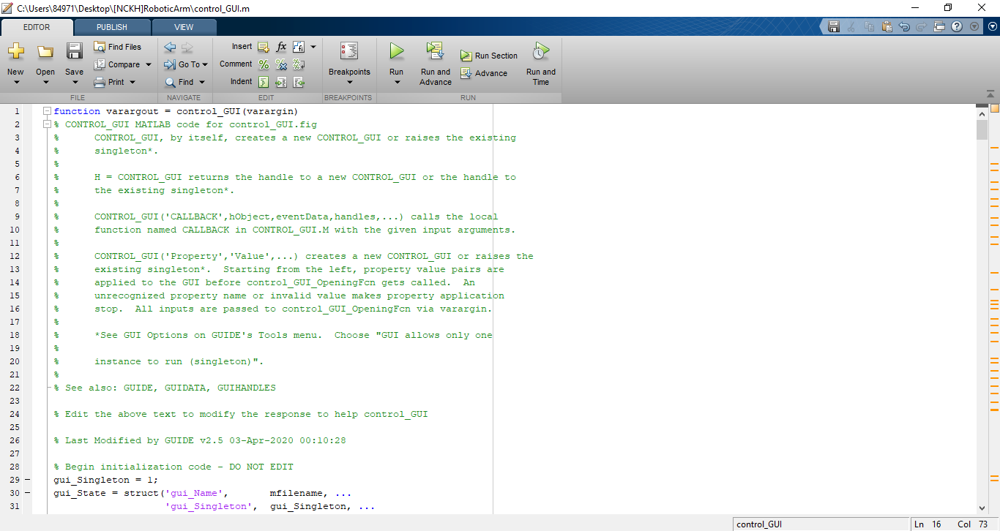 C:\Users\84971\Desktop\[NCKH]RoboticArm\control_GUI.m
EDITOR PUBLISH VIEW
New Open Save Find Files Compare Print
Go To Find
Insert fx
Comment
Indent
Breakpoints
Run Run and Advance Run Section Advance Run and Time
FILE NAVIGATE EDIT BREAKPOINTS RUN
1 function varargout = control_GUI(varargin)
2 % CONTROL_GUI MATLAB code for control_GUI.fig
3 %      CONTROL_GUI, by itself, creates a new CONTROL_GUI or raises the existing
4 %      singleton*.
5 %
6 %      H = CONTROL_GUI returns the handle to a new CONTROL_GUI or the handle to
7 %      the existing singleton*.
8 %
9 %      CONTROL_GUI('CALLBACK',hObject,eventData,handles,...) calls the local
10 %      function named CALLBACK in CONTROL_GUI.M with the given input arguments.
11 %
12 %      CONTROL_GUI('Property','Value',...) creates a new CONTROL_GUI or raises the
13 %      existing singleton*.  Starting from the left, property value pairs are
14 %      applied to the GUI before control_GUI_OpeningFcn gets called.  An
15 %      unrecognized property name or invalid value makes property application
16 %      stop.  All inputs are passed to control_GUI_OpeningFcn via varargin.
17 %
18 %      *See GUI Options on GUIDE's Tools menu.  Choose "GUI allows only one
19 %
20 %      instance to run (singleton)".
21 %
22 % See also: GUIDE, GUIDATA, GUIHANDLES
23
24 % Edit the above text to modify the response to help control_GUI
25
26 % Last Modified by GUIDE v2.5 03-Apr-2020 00:10:28
27
28 % Begin initialization code - DO NOT EDIT
29 gui_Singleton = 1;
30 gui_State = struct('gui_Name',       mfilename, ...
31                    'gui_Singleton',  gui_Singleton, ...
control_GUI Ln 16 Col 73